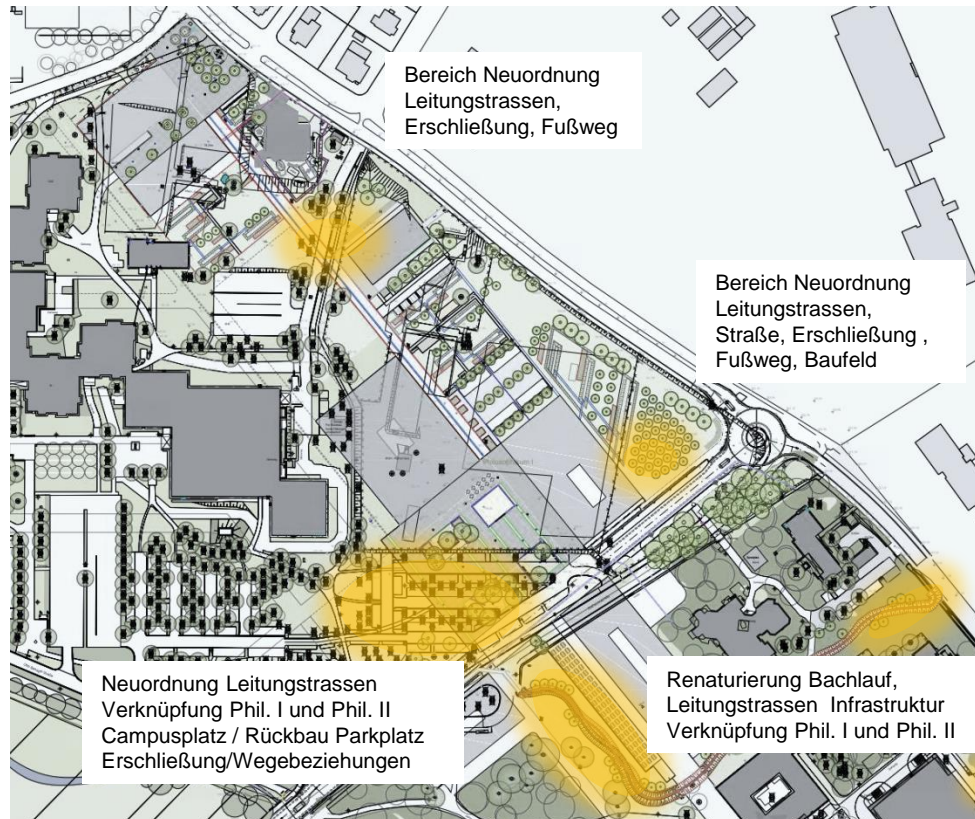 Bereich Neuordnung
Leitungstrassen,
Erschließung, Fußweg
Bereich Neuordnung
Leitungstrassen,
Straße, Erschließung ,
Fußweg, Baufeld
Neuordnung Leitungstrassen
Verknüpfung Phil. I und Phil. II
Campusplatz / Rückbau Parkplatz
Erschließung/Wegebeziehungen
Renaturierung Bachlauf,
Leitungstrassen Infrastruktur
Verknüpfung Phil. I und Phil. II